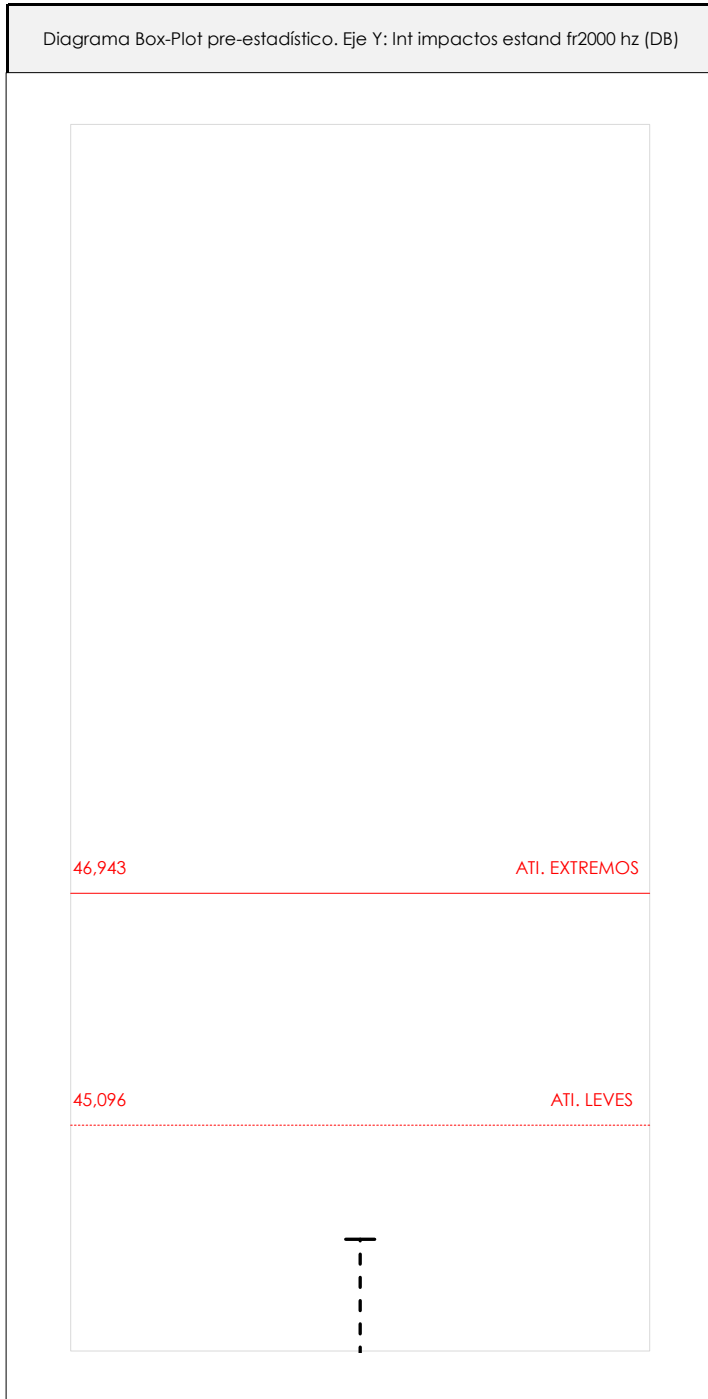 Diagrama Box-Plot pre-estadístico. Eje Y: Int impactos estand fr2000 hz (DB)
46,943 ATI. EXTREMOS
45,096 ATI. LEVES